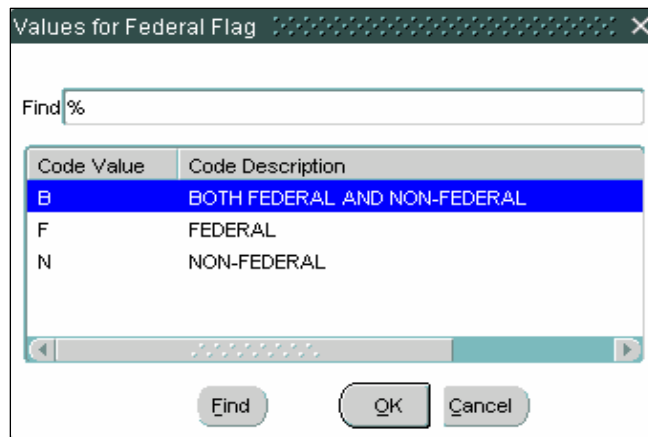 Values for Federal Flag
Find %
Code Value Code Description
B BOTH FEDERAL AND NON-FEDERAL
F FEDERAL
N NON-FEDERAL
Find OK Cancel